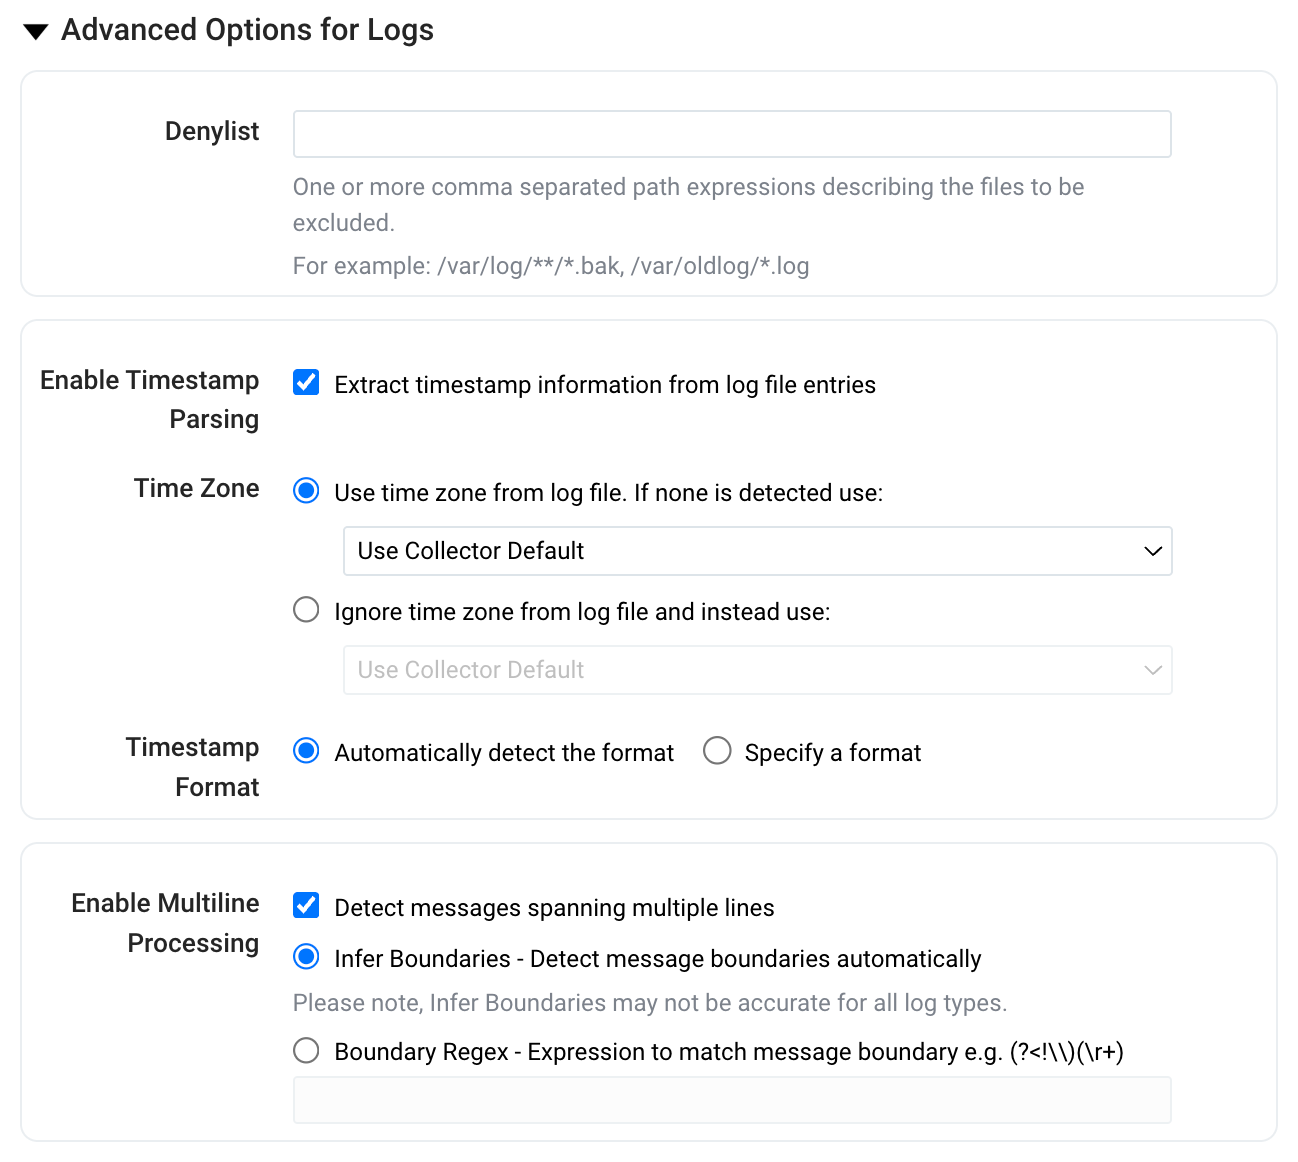 Advanced Options for Logs
Denylist
One or more comma separated path expressions describing the files to be
excluded.
For example: /var/log/**/*.bak, /var/oldlog/*.log
Enable Timestamp
Parsing
Extract timestamp information from log file entries
Time Zone
Use time zone from log file. If none is detected use:
Use Collector Default
Ignore time zone from log file and instead use:
Use Collector Default
Timestamp
Format
Automatically detect the format
Specify a format
Enable Multiline
Processing
Detect messages spanning multiple lines
Infer Boundaries - Detect message boundaries automatically
Please note, Infer Boundaries may not be accurate for all log types.
Boundary Regex - Expression to match message boundary e.g. (?<!\\)(\r+)